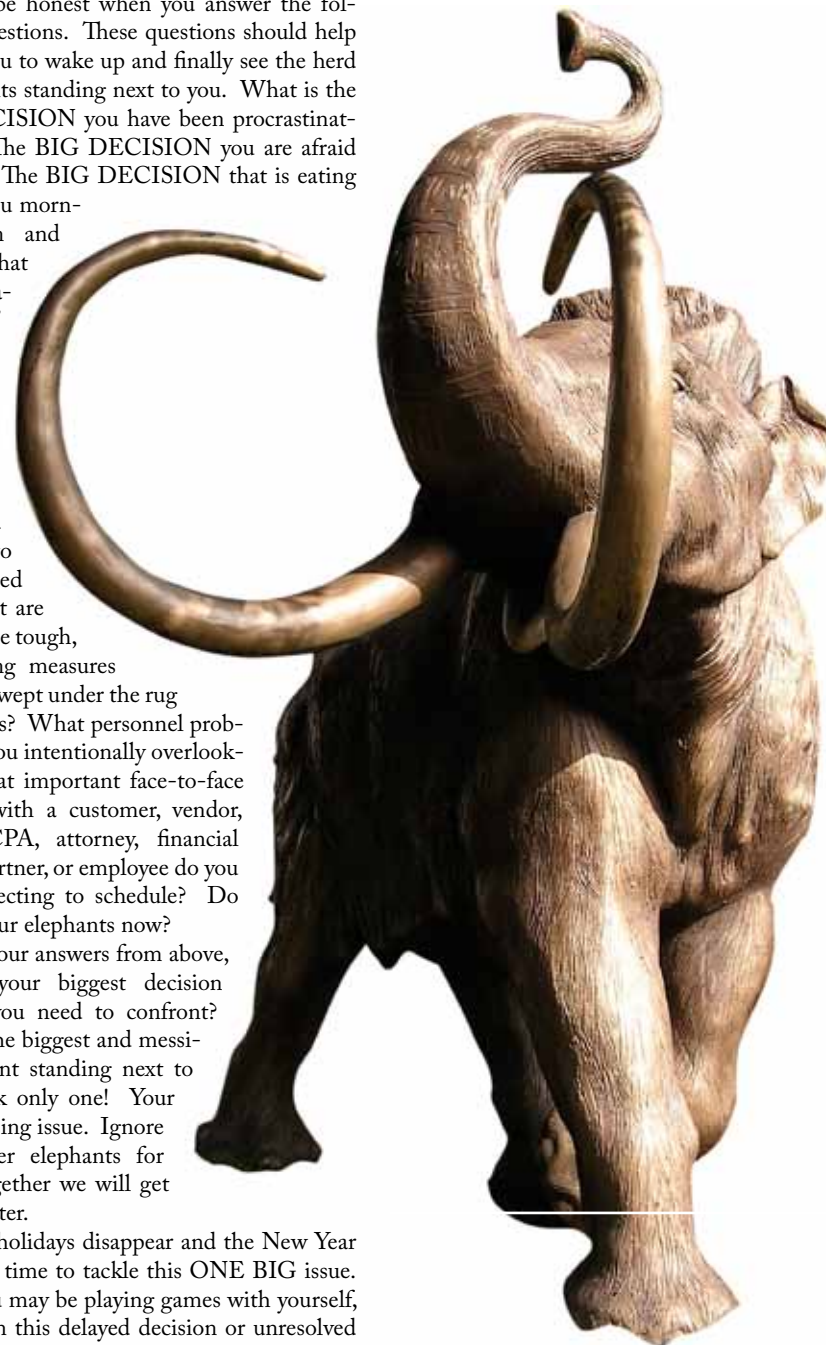 be honest when you answer the fol-
estions. These questions should help
u to wake up and finally see the herd
ts standing next to you. What is the
CISION you have been procrastinat-
The BIG DECISION you are afraid
The BIG DECISION that is eating
u morn-
and
hat
o
ed
t are
e tough,
ng measures
wept under the rug
s? What personnel prob-
ou intentionally overlook-
at important face-to-face
with a customer, vendor,
CPA, attorney, financial
rtner, or employee do you
ecting to schedule? Do
ur elephants now?
our answers from above,
your biggest decision
you need to confront?
he biggest and messi-
nt standing next to
k only one! Your
ing issue. Ignore
er elephants for
gether we will get
ter.
holidays disappear and the New Year
time to tackle this ONE BIG issue.
u may be playing games with yourself,
n this delayed decision or unresolved